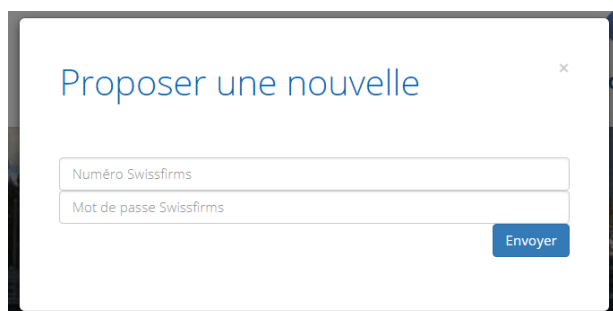 Proposer une nouvelle
×
Numéro Swissfirms
Mot de passe Swissfirms
Envoyer